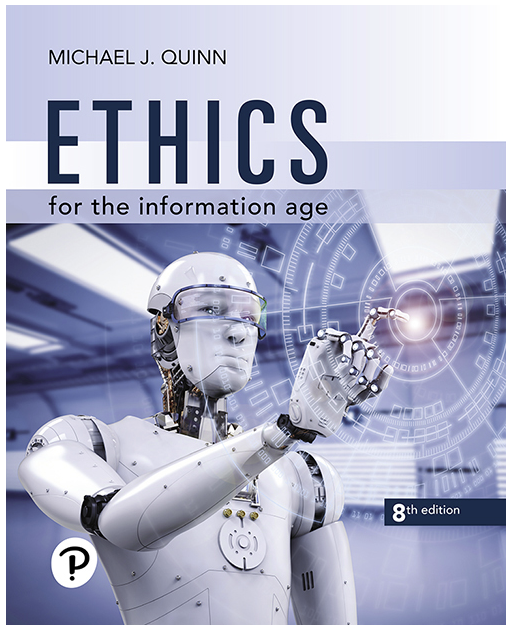 MICHAEL J. QUINN
ETHICS
for the information age
8th edition
P